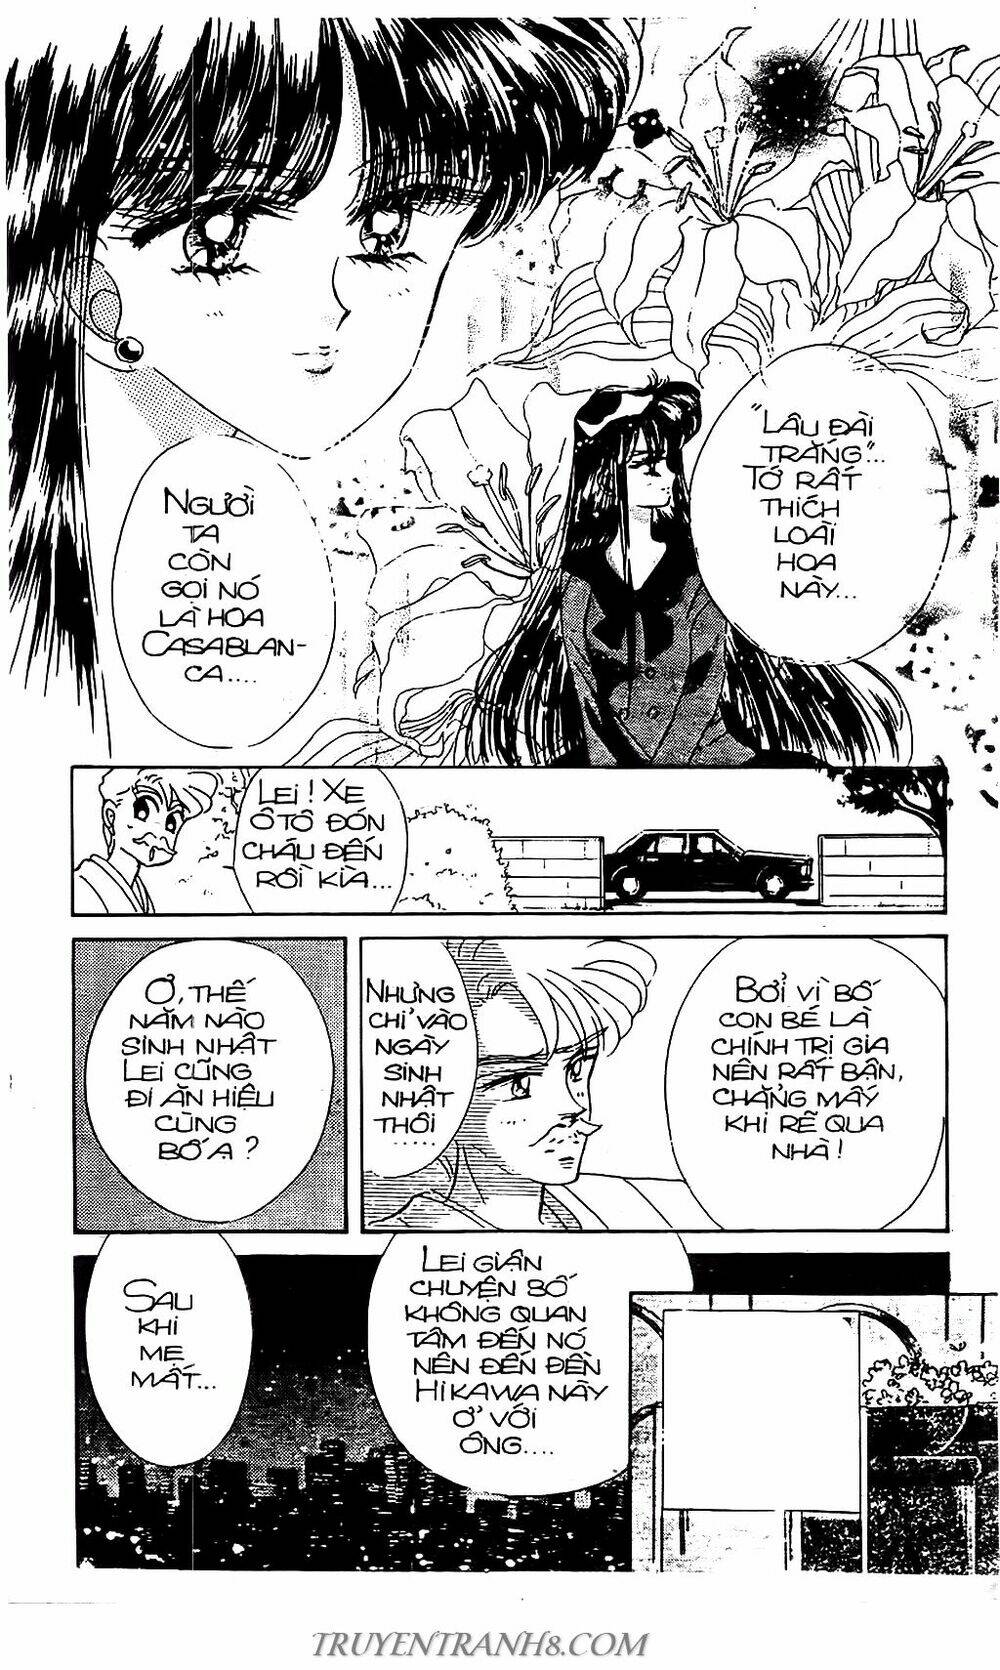 "LÂU ĐÀI
TRẮNG"...
TỚ RẤT
THÍCH
LOÀI
HOA
NÀY...
NGƯỜI
TA
CÒN
GỌI NÓ
LÀ HOA
CASABLAN-
CA....
LEI! XE
ÔTÔ ĐÓN
CHÁU ĐẾN
RỒI KÌA...
BỞI VÌ BỐ
CON BÉ LÀ
CHÍNH TRỊ GIA
NÊN RẤT BẬN,
CHẲNG MẤY
KHI RẼ QUA
NHÀ!
NHƯNG
CHỈ VÀO
NGÀY
SINH
NHẬT
THÔI
.....
Ơ, THẾ
NĂM NÀO
SINH NHẬT
LEI CŨNG
ĐI ĂN HIỆU
CÙNG
BỐ Ạ?
LEI GIẬN
CHUYỆN BỐ
KHÔNG QUAN
TÂM ĐẾN NÓ
NÊN ĐẾN ĐỀN
HIKAWA NÀY
Ở VỚI
ÔNG....
SAU
KHI
MẸ
MẤT...
TRUYENTRANH8.COM